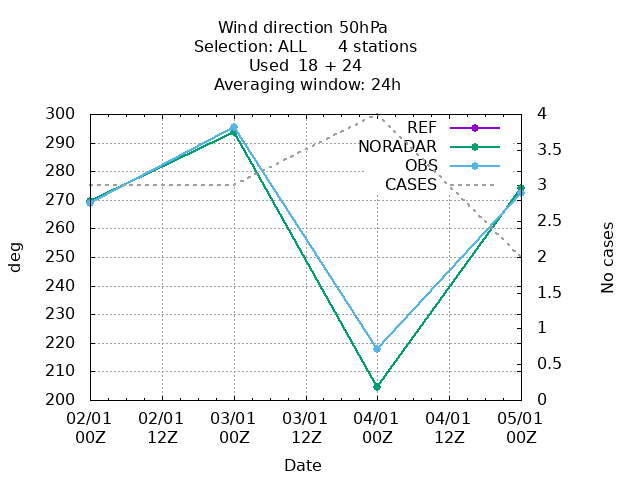 Wind direction 50hPa
Selection: ALL      4 stations
Used  18 + 24
Averaging window: 24h
300
290
280
270
260
250
240
230
220
210
200
deg
4
3.5
3
2.5
2
1.5
1
0.5
0
No cases
REF
NORADAR
OBS
CASES
02/01 02/01 03/01 03/01 04/01 04/01 05/01
00Z 12Z 00Z 12Z 00Z 12Z 00Z
Date